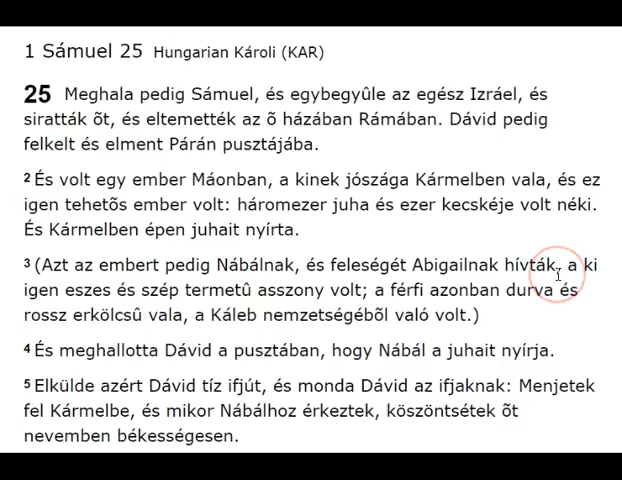 1 Sámuel 25 Hungarian Károli (KAR)
25 Meghala pedig Sámuel, és egybegyûle az egész Izráel, és
siratták õt, és eltemették az õ házában Rámában. Dávid pedig
felkelt és elment Párán pusztájába.
2 És volt egy ember Máonban, a kinek jószága Kármelben vala, és ez
igen tehetõs ember volt: háromezer juha és ezer kecskéje volt néki.
És Kármelben épen juhait nyírta.
3 (Azt az embert pedig Nábálnak, és feleségét Abigailnak hívták, a ki
igen eszes és szép termetû asszony volt; a férfi azonban durva és
rossz erkölcsû vala, a Káleb nemzetségébõl való volt.)
4 És meghallotta Dávid a pusztában, hogy Nábál a juhait nyírja.
5 Elkülde azért Dávid tíz ifjút, és monda Dávid az ifjaknak: Menjetek
fel Kármelbe, és mikor Nábálhoz érkeztek, köszöntsétek õt
nevemben békességesen.